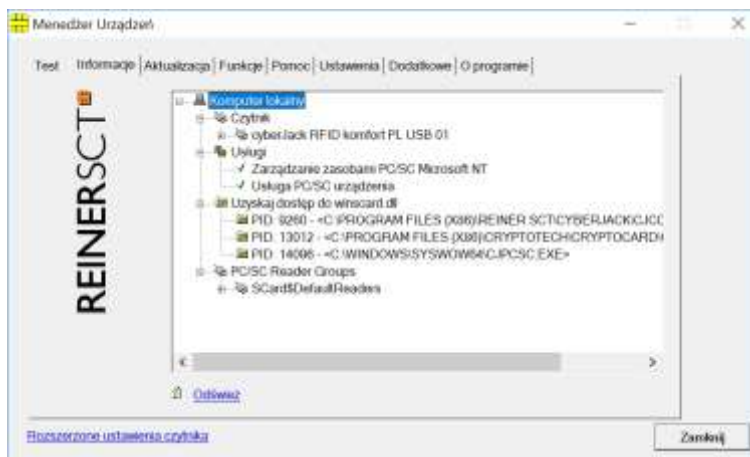 Menedżer Urządzeń
Test Informacje Aktualizacja Funkcje Pomoc Ustawienia Dodatkowe O programie
REINERSCT
Komputer lokalny
Czytnik
cyberJack RFID komfort PL USB 01
Usługi
Zarządzanie zasobami PC/SC Microsoft NT
Usługa PC/SC urządzenia
Uzyskaj dostęp do winscard.dll
PID: 9260 - <C:\PROGRAM FILES (X86)\REINER SCT\CYBERJACK\CJCC
PID: 13012 - <C:\PROGRAM FILES (X86)\CRYPTOTECH\CRYPTOCARD\
PID: 14096 - <C:\WINDOWS\SYSWOW64\CJPCSC.EXE>
PC/SC Reader Groups
SCard$DefaultReaders
Odśwież
Rozszerzone ustawienia czytnika
Zamknij